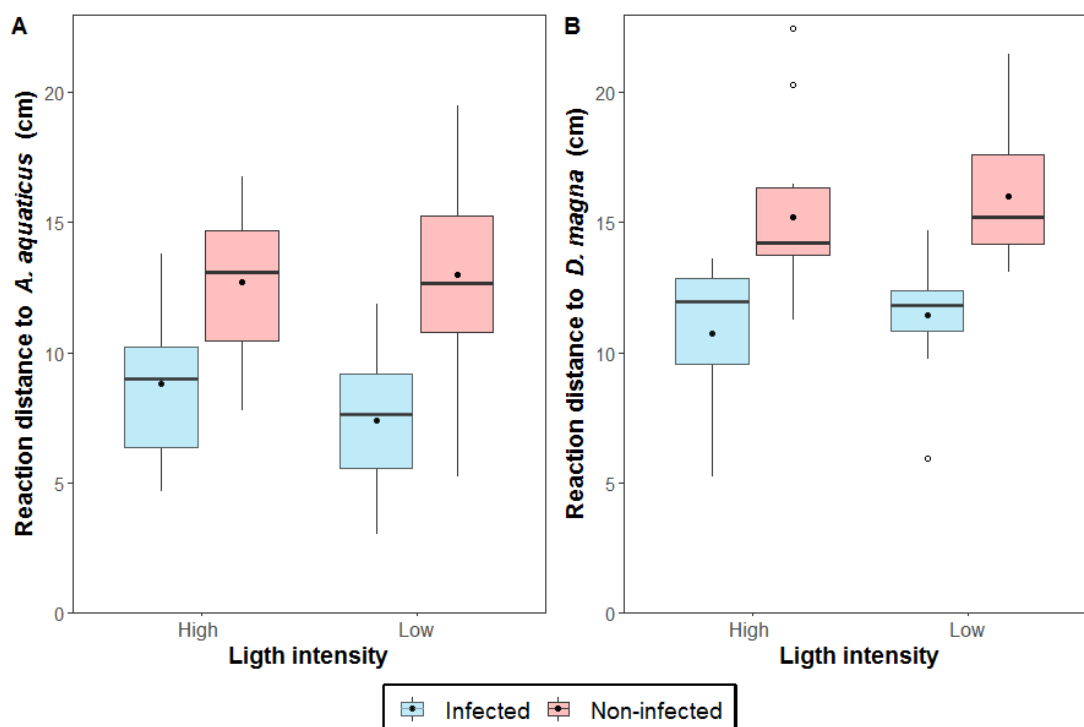 A
Reaction distance to A. aquaticus (cm)
20
15
10
5
0
High Low
Ligth intensity
B
Reaction distance to D. magna (cm)
20
15
10
5
0
High Low
Ligth intensity
Infected Non-infected